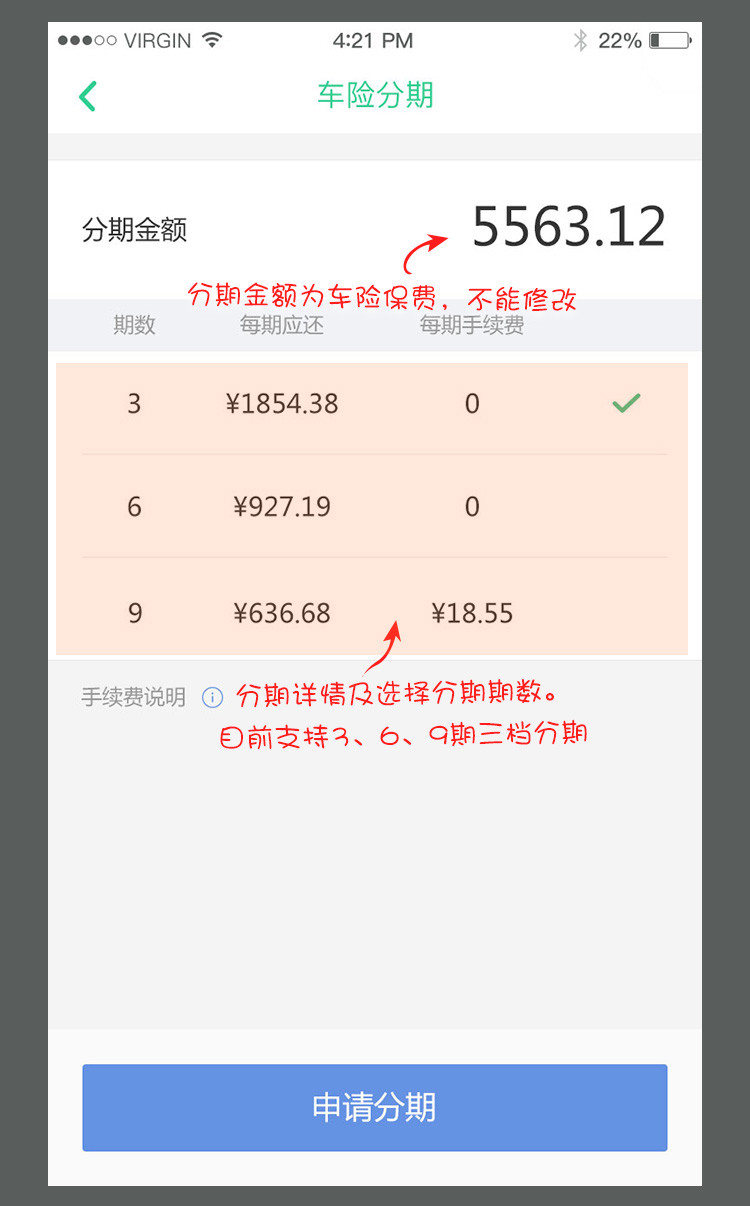 VIRGIN 4:21 PM 22%
车险分期
分期金额 5563.12
分期金额为车险保费，不能修改
期数 每期应还 每期手续费
3 ¥1854.38 0
6 ¥927.19 0
9 ¥636.68 ¥18.55
手续费说明 分期详情及选择分期期数。
目前支持3、6、9期三档分期
申请分期